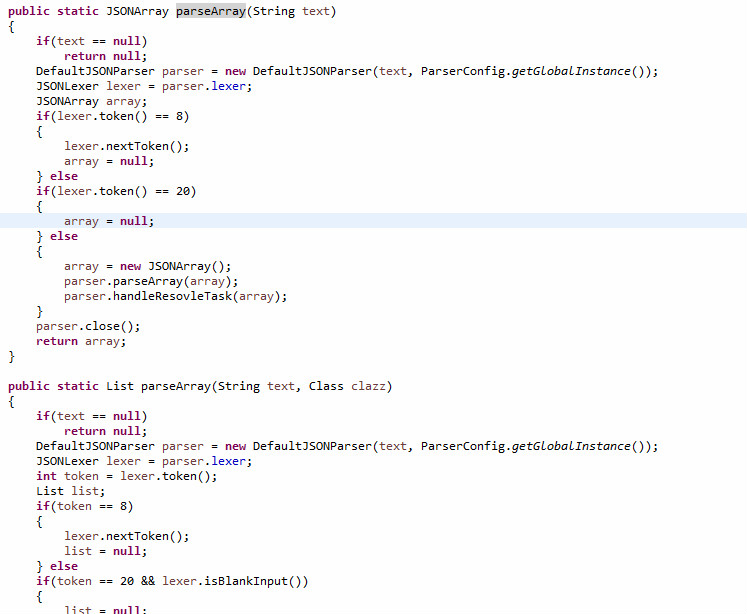 public static JSONArray parseArray(String text)
{
    if(text == null)
        return null;
    DefaultJSONParser parser = new DefaultJSONParser(text, ParserConfig.getGlobalInstance());
    JSONLexer lexer = parser.lexer;
    JSONArray array;
    if(lexer.token() == 8)
    {
        lexer.nextToken();
        array = null;
    } else
    if(lexer.token() == 20)
    {
        array = null;
    } else
    {
        array = new JSONArray();
        parser.parseArray(array);
        parser.handleResovleTask(array);
    }
    parser.close();
    return array;
}

public static List parseArray(String text, Class clazz)
{
    if(text == null)
        return null;
    DefaultJSONParser parser = new DefaultJSONParser(text, ParserConfig.getGlobalInstance());
    JSONLexer lexer = parser.lexer;
    int token = lexer.token();
    List list;
    if(token == 8)
    {
        lexer.nextToken();
        list = null;
    } else
    if(token == 20 && lexer.isBlankInput())
    {
        list = null;